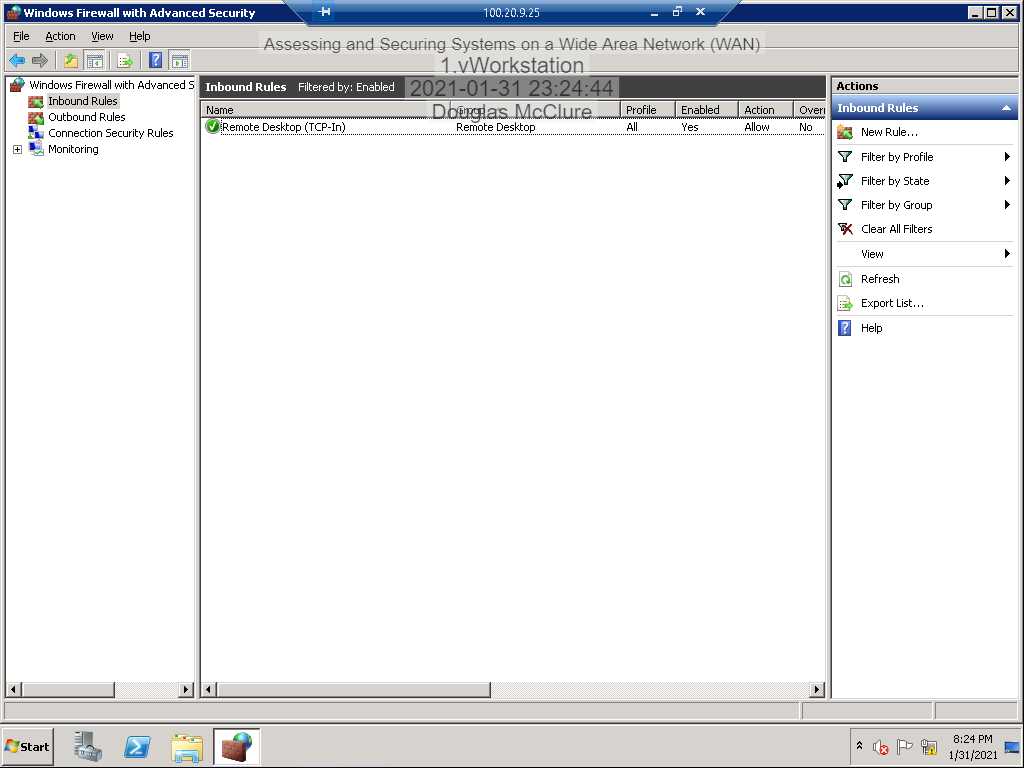 Windows Firewall with Advanced Security
100.20.9.25
File Action View Help
Assessing and Securing Systems on a Wide Area Network (WAN)
1.vWorkstation
2021-01-31 23:24:44
Douglas McClure
Windows Firewall with Advanced S
Inbound Rules
Outbound Rules
Connection Security Rules
Monitoring
Inbound Rules Filtered by: Enabled
Name Group Profile Enabled Action Overr
Remote Desktop (TCP-In) Remote Desktop All Yes Allow No
Actions
Inbound Rules
New Rule...
Filter by Profile
Filter by State
Filter by Group
Clear All Filters
View
Refresh
Export List...
Help
Start
8:24 PM
1/31/2021